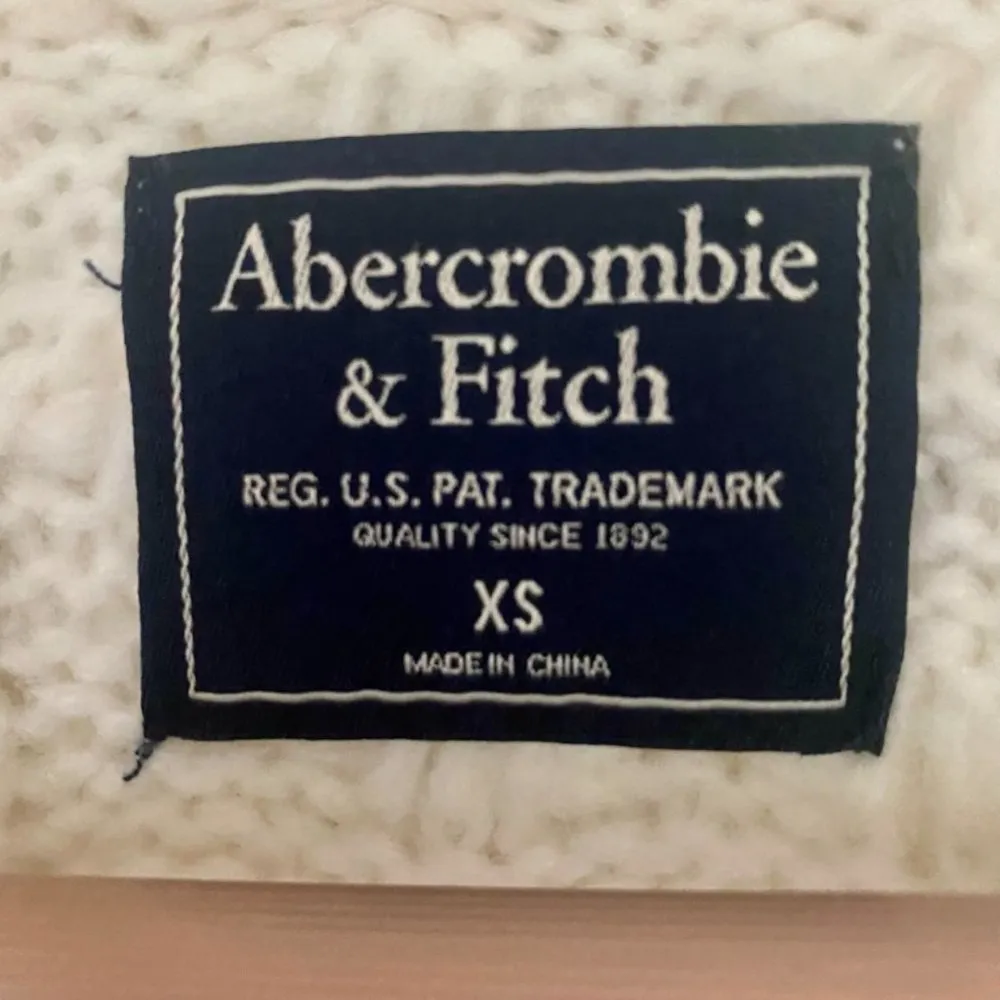 Abercrombie
& Fitch
REG. U.S. PAT. TRADEMARK
QUALITY SINCE 1892
XS
MADE IN CHINA